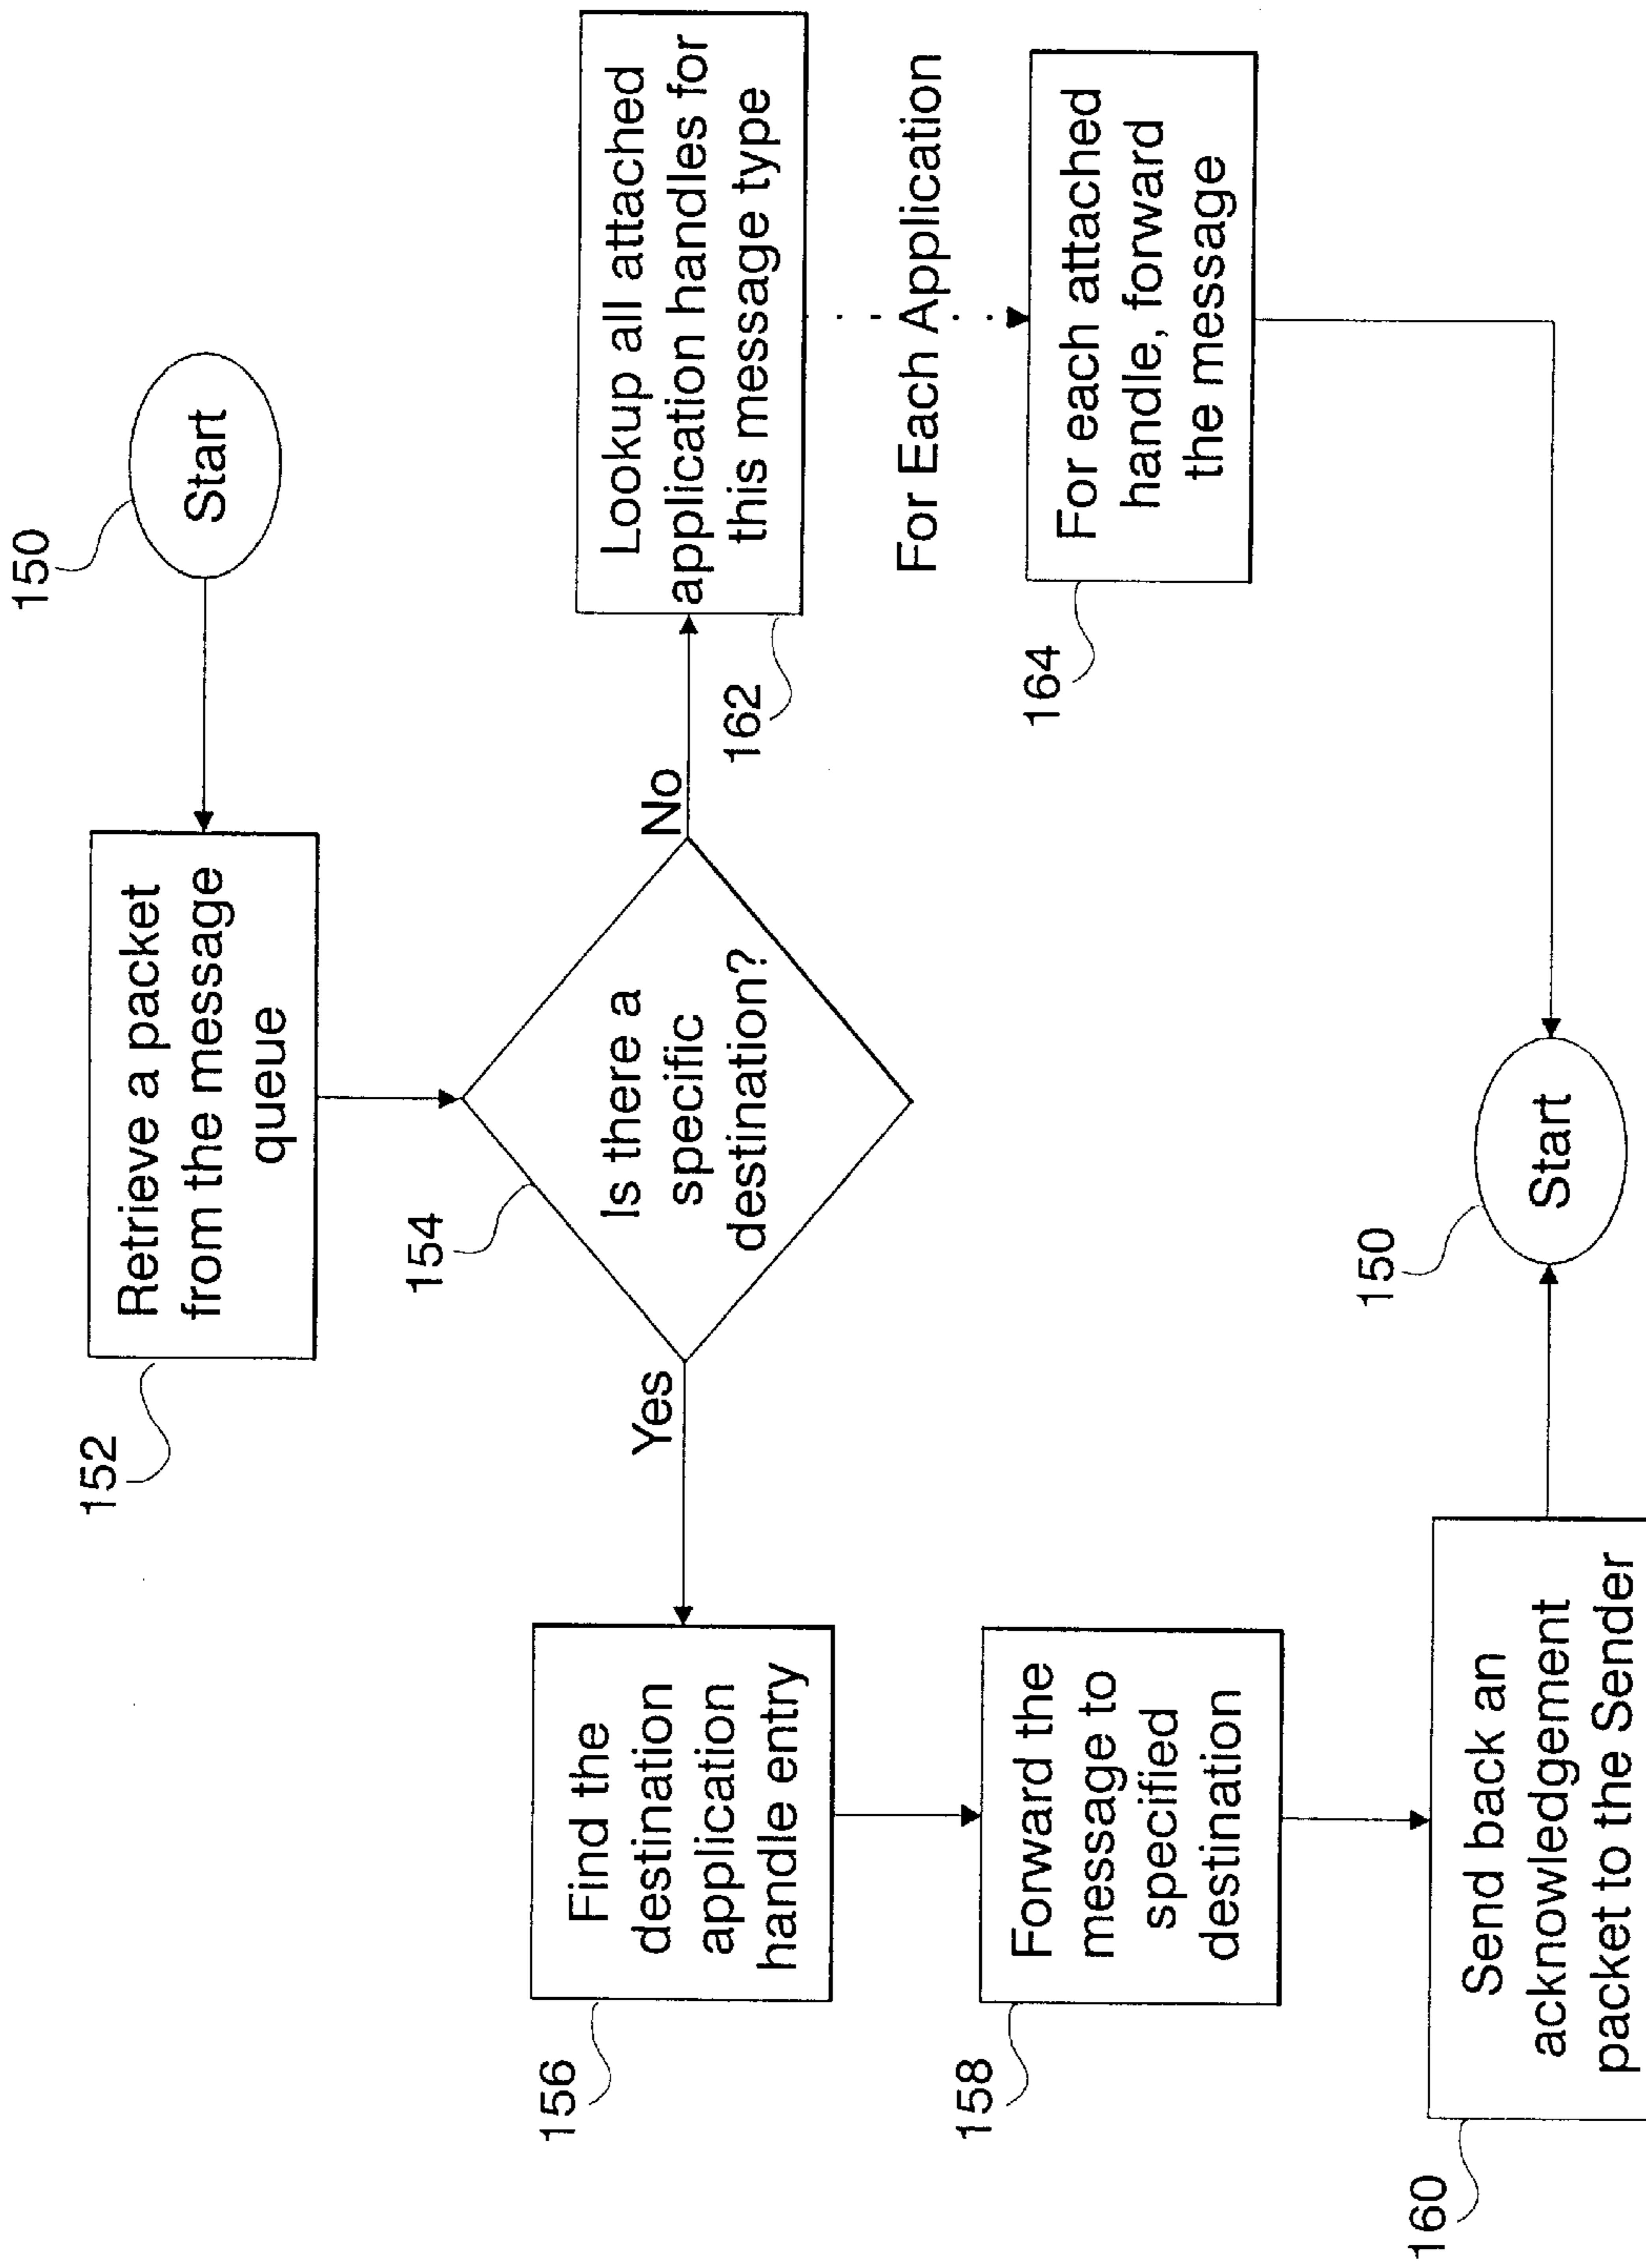 150
Start
152
Retrieve a packet
from the message
queue
154
Is there a
specific
destination?
Yes
No
156
Find the
destination
application
handle entry
158
Forward the
message to
specified
destination
160
Send back an
acknowledgement
packet to the Sender
162
Lookup all attached
application handles for
this message type
For Each Application
164
For each attached
handle, forward
the message
150
Start